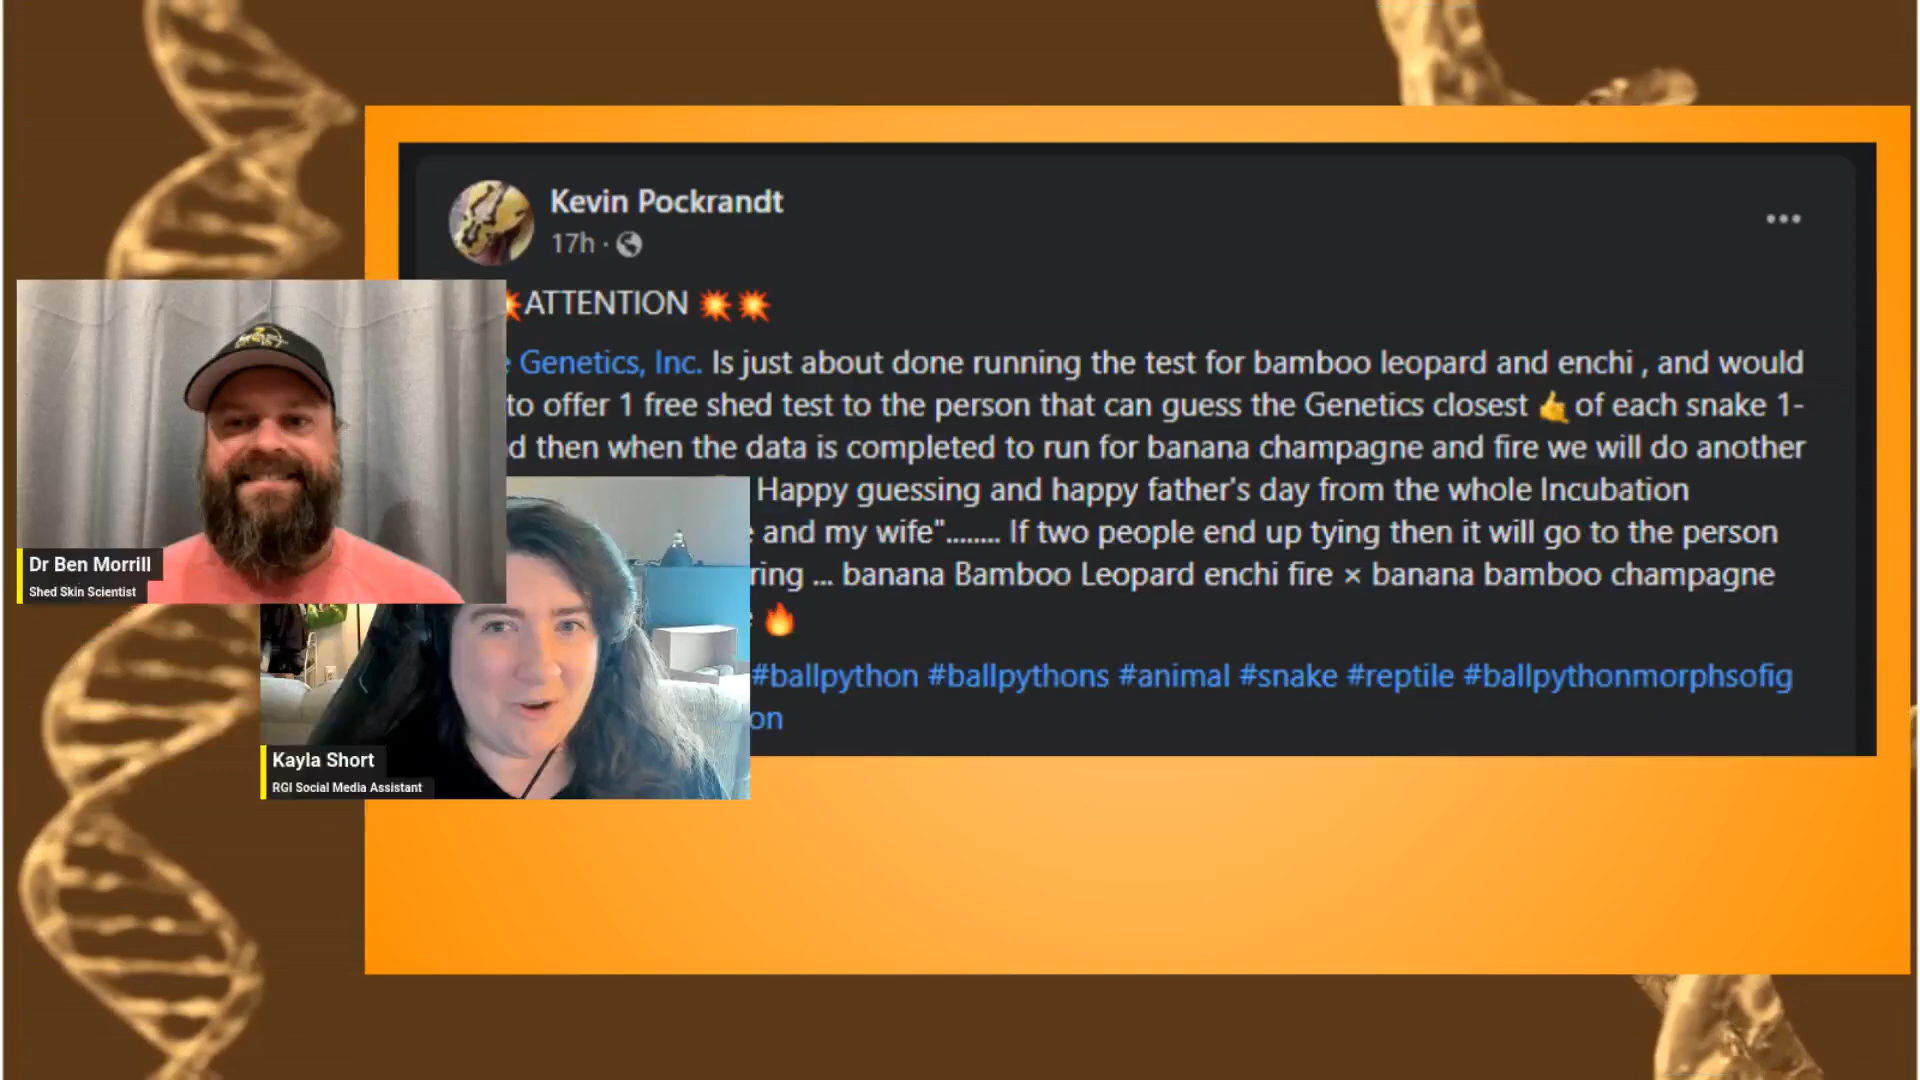 Kevin Pockrandt
17h ·
ATTENTION
Genetics, Inc. Is just about done running the test for bamboo leopard and enchi , and would
to offer 1 free shed test to the person that can guess the Genetics closest 🤙 of each snake 1-
then when the data is completed to run for banana champagne and fire we will do another
Happy guessing and happy father's day from the whole Incubation
and my wife"........ If two people end up tying then it will go to the person
... banana Bamboo Leopard enchi fire × banana bamboo champagne
🔥
#ballpython #ballpythons #animal #snake #reptile #ballpythonmorphsofig
Dr Ben Morrill
Shed Skin Scientist
Kayla Short
RGI Social Media Assistant